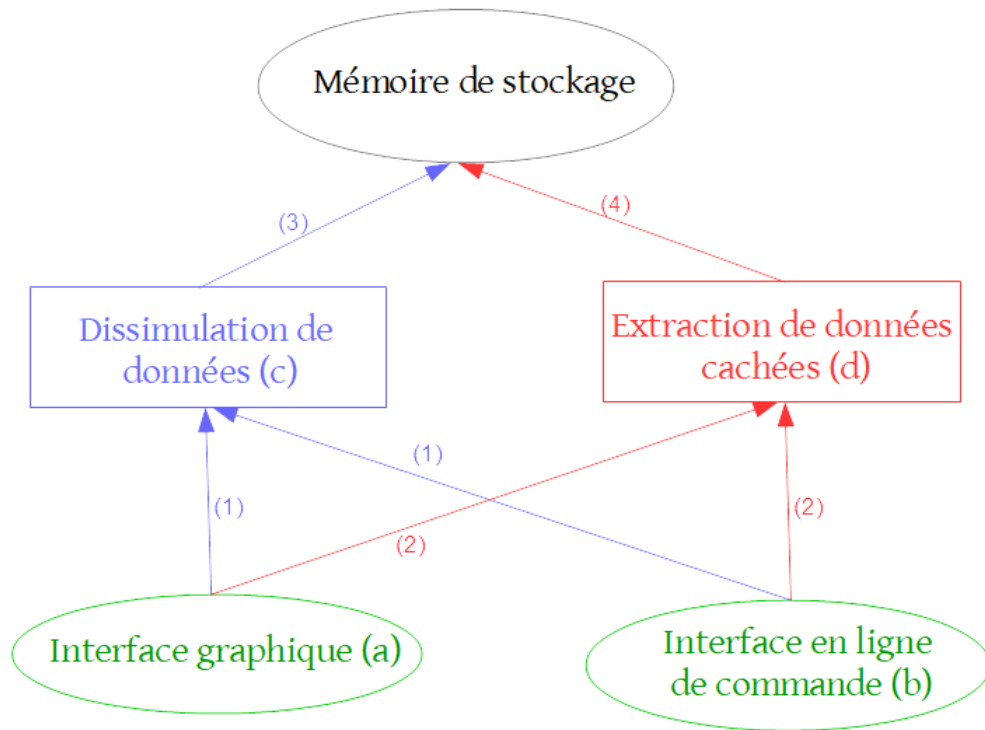 Mémoire de stockage
(3)
(4)
Dissimulation de
données (c)
Extraction de données
cachées (d)
(1)
(1)
(2)
(2)
Interface graphique (a)
Interface en ligne
de commande (b)